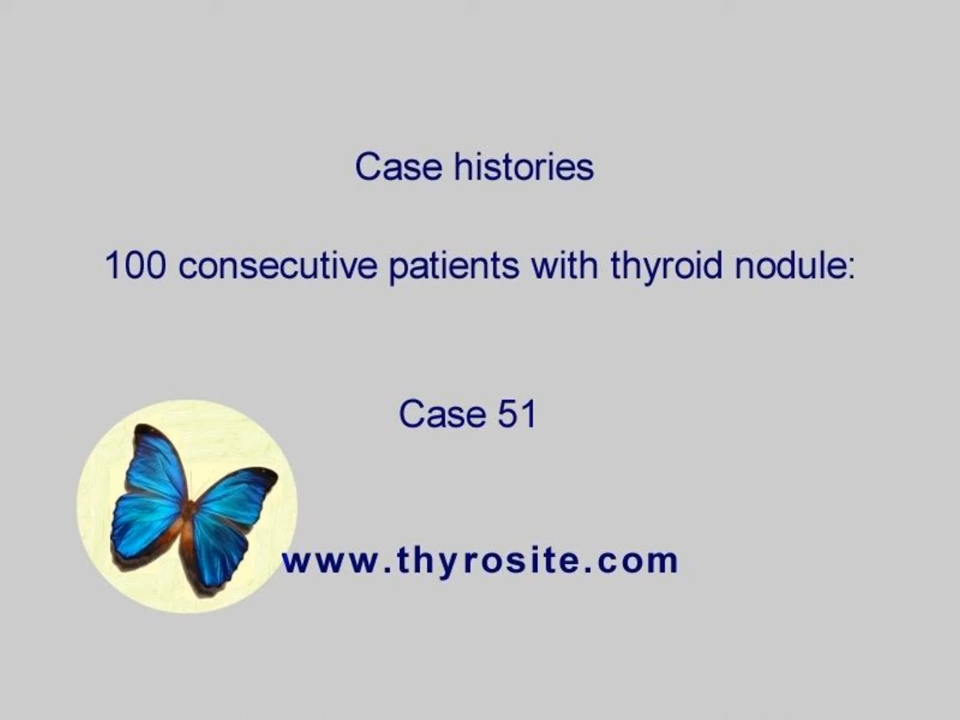 Case histories
100 consecutive patients with thyroid nodule:
Case 51
www.thyrosite.com